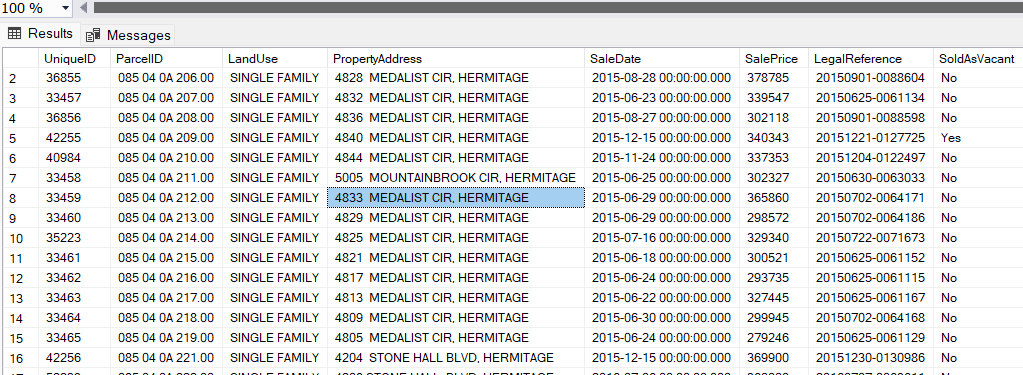 100 %
Results Messages
UniqueID ParcelID LandUse PropertyAddress SaleDate SalePrice LegalReference SoldAsVacant
2 36855 085 04 0A 206.00 SINGLE FAMILY 4828 MEDALIST CIR, HERMITAGE 2015-08-28 00:00:00.000 378785 20150901-0088604 No
3 33457 085 04 0A 207.00 SINGLE FAMILY 4832 MEDALIST CIR, HERMITAGE 2015-06-23 00:00:00.000 339547 20150625-0061134 No
4 36856 085 04 0A 208.00 SINGLE FAMILY 4836 MEDALIST CIR, HERMITAGE 2015-08-27 00:00:00.000 302118 20150901-0088598 No
5 42255 085 04 0A 209.00 SINGLE FAMILY 4840 MEDALIST CIR, HERMITAGE 2015-12-15 00:00:00.000 340343 20151221-0127725 Yes
6 40984 085 04 0A 210.00 SINGLE FAMILY 4844 MEDALIST CIR, HERMITAGE 2015-11-24 00:00:00.000 337353 20151204-0122497 No
7 33458 085 04 0A 211.00 SINGLE FAMILY 5005 MOUNTAINBROOK CIR, HERMITAGE 2015-06-25 00:00:00.000 302327 20150630-0063033 No
8 33459 085 04 0A 212.00 SINGLE FAMILY 4833 MEDALIST CIR, HERMITAGE 2015-06-29 00:00:00.000 365860 20150702-0064171 No
9 33460 085 04 0A 213.00 SINGLE FAMILY 4829 MEDALIST CIR, HERMITAGE 2015-06-29 00:00:00.000 298572 20150702-0064186 No
10 35223 085 04 0A 214.00 SINGLE FAMILY 4825 MEDALIST CIR, HERMITAGE 2015-07-16 00:00:00.000 329340 20150722-0071673 No
11 33461 085 04 0A 215.00 SINGLE FAMILY 4821 MEDALIST CIR, HERMITAGE 2015-06-18 00:00:00.000 300521 20150625-0061152 No
12 33462 085 04 0A 216.00 SINGLE FAMILY 4817 MEDALIST CIR, HERMITAGE 2015-06-24 00:00:00.000 293735 20150625-0061115 No
13 33463 085 04 0A 217.00 SINGLE FAMILY 4813 MEDALIST CIR, HERMITAGE 2015-06-22 00:00:00.000 327445 20150625-0061167 No
14 33464 085 04 0A 218.00 SINGLE FAMILY 4809 MEDALIST CIR, HERMITAGE 2015-06-30 00:00:00.000 299945 20150702-0064168 No
15 33465 085 04 0A 219.00 SINGLE FAMILY 4805 MEDALIST CIR, HERMITAGE 2015-06-24 00:00:00.000 279246 20150625-0061129 No
16 42256 085 04 0A 221.00 SINGLE FAMILY 4204 STONE HALL BLVD, HERMITAGE 2015-12-15 00:00:00.000 369900 20151230-0130986 No